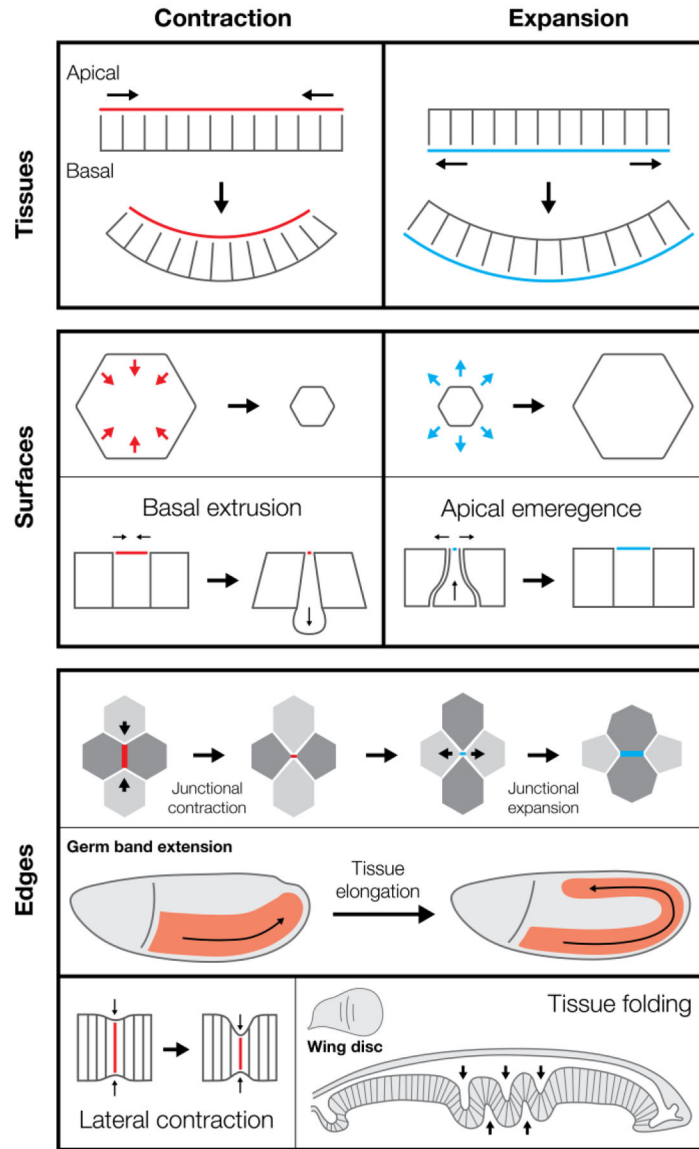 Contraction
Expansion
Tissues
Apical
Basal
Surfaces
Basal extrusion
Apical emeregence
Edges
Junctional
contraction
Junctional
expansion
Germ band extension
Tissue
elongation
Lateral contraction
Wing disc
Tissue folding